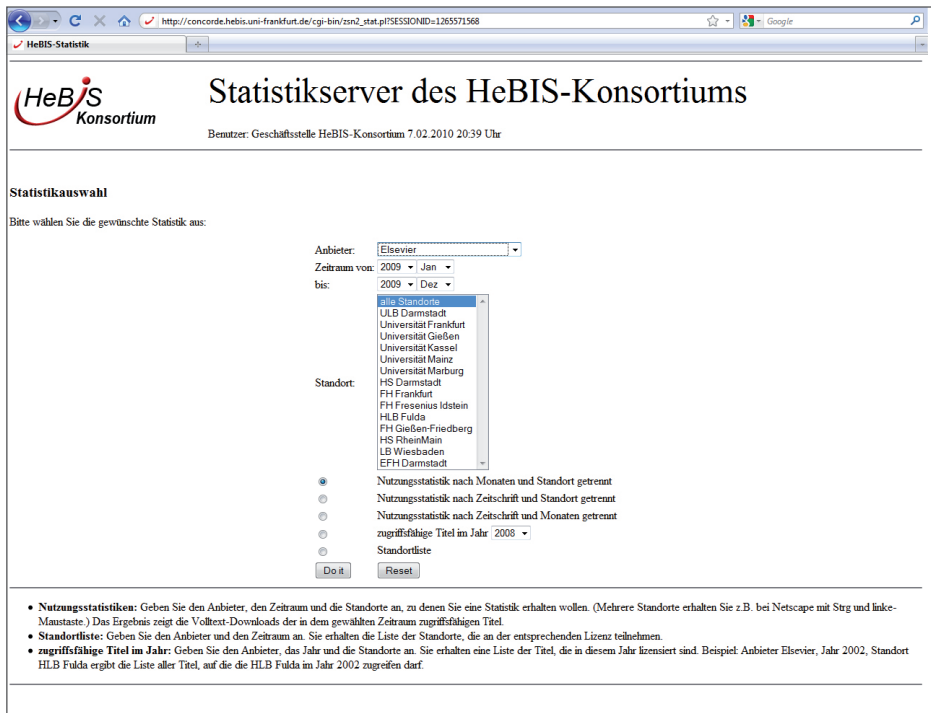 http://concorde.hebis.uni-frankfurt.de/cgi-bin/zsn2_stat.pl?SESSIONID=1265571568
Google
HeBIS-Statistik
HeBIS
Konsortium
Statistikserver des HeBIS-Konsortiums
Benutzer: Geschäftsstelle HeBIS-Konsortium 7.02.2010 20:39 Uhr
Statistikauswahl
Bitte wählen Sie die gewünschte Statistik aus:
Anbieter: Elsevier
Zeitraum von: 2009 Jan
bis: 2009 Dez
Standort:
alle Standorte
ULB Darmstadt
Universität Frankfurt
Universität Gießen
Universität Kassel
Universität Mainz
Universität Marburg
HS Darmstadt
FH Frankfurt
FH Fresenius Idstein
HLB Fulda
FH Gießen-Friedberg
HS RheinMain
LB Wiesbaden
EFH Darmstadt
Nutzungsstatistik nach Monaten und Standort getrennt
Nutzungsstatistik nach Zeitschrift und Standort getrennt
Nutzungsstatistik nach Zeitschrift und Monaten getrennt
zugriffsfähige Titel im Jahr 2008
Standortliste
Do it Reset
• Nutzungsstatistiken: Geben Sie den Anbieter, den Zeitraum und die Standorte an, zu denen Sie eine Statistik erhalten wollen. (Mehrere Standorte erhalten Sie z.B. bei Netscape mit Strg und linke-
Maustaste.) Das Ergebnis zeigt die Volltext-Downloads der in dem gewählten Zeitraum zugriffsfähigen Titel.
• Standortliste: Geben Sie den Anbieter und den Zeitraum an. Sie erhalten die Liste der Standorte, die an der entsprechenden Lizenz teilnehmen.
• zugriffsfähige Titel im Jahr: Geben Sie den Anbieter, das Jahr und die Standorte an. Sie erhalten eine Liste der Titel, die in diesem Jahr lizensiert sind. Beispiel: Anbieter Elsevier, Jahr 2002, Standort
HLB Fulda ergibt die Liste aller Titel, auf die die HLB Fulda im Jahr 2002 zugreifen darf.